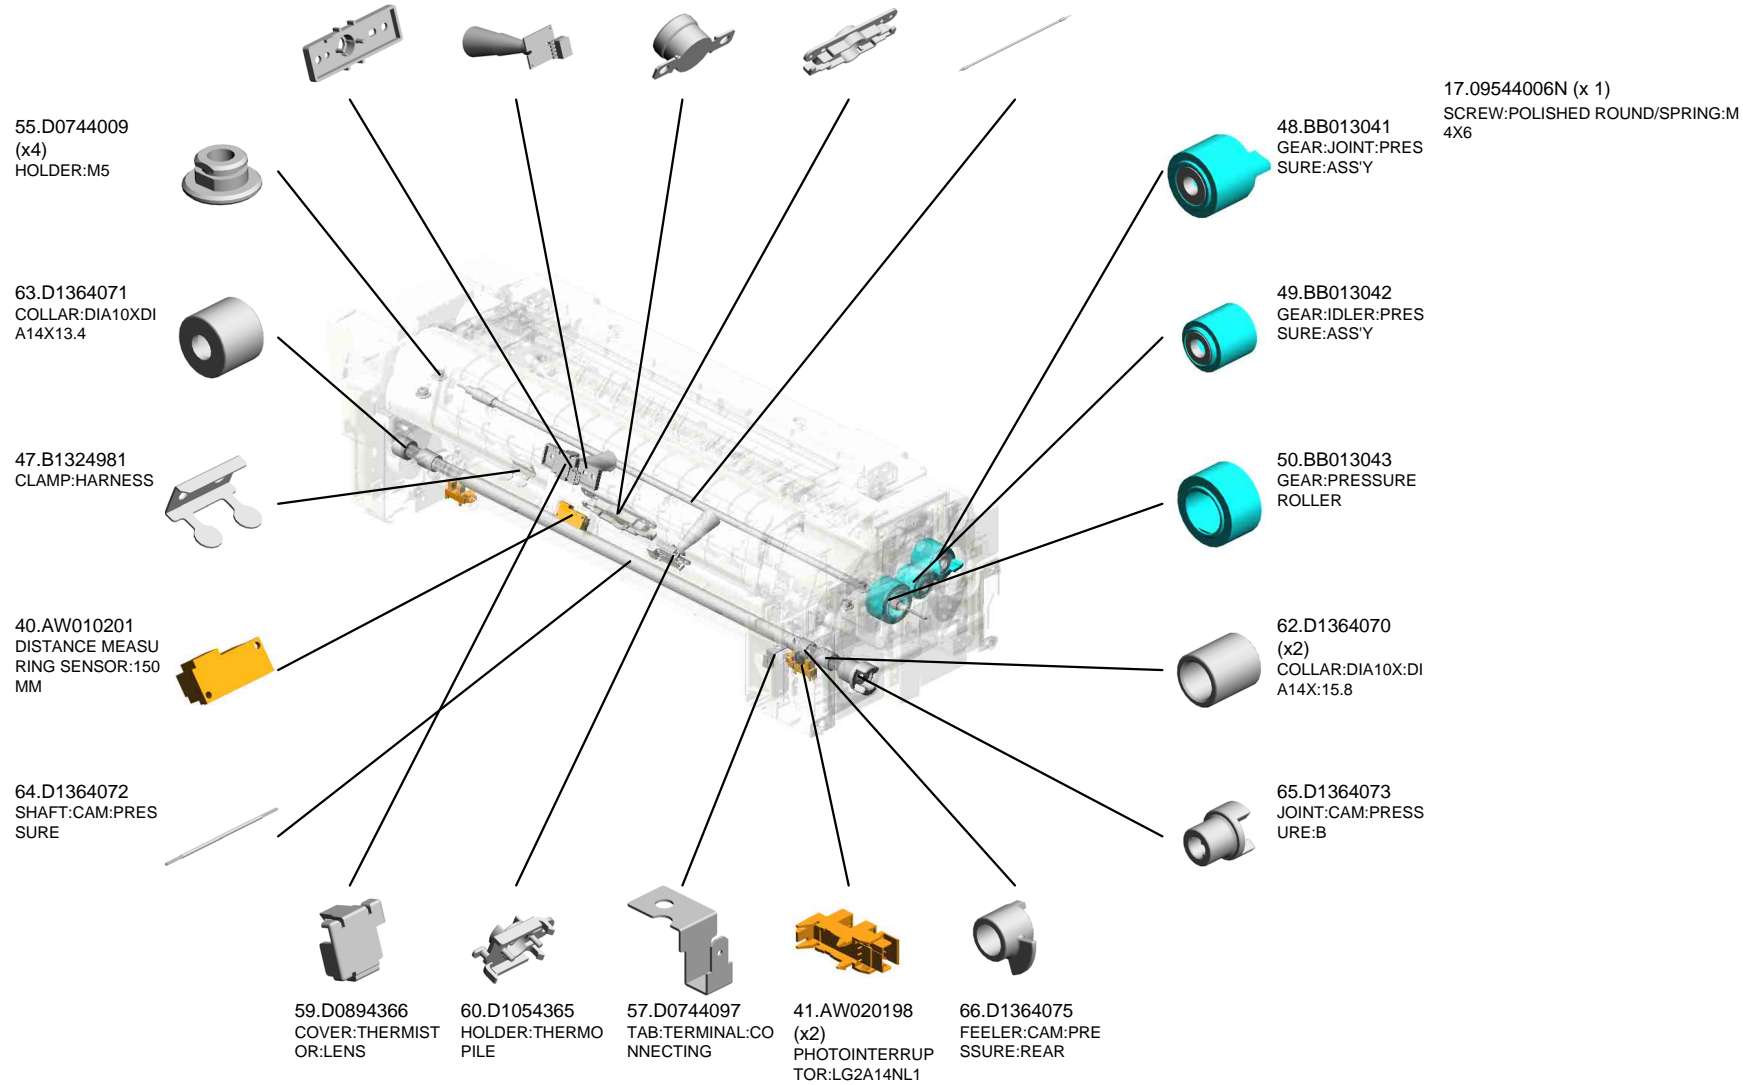 17.09544006N (x 1)
SCREW:POLISHED ROUND/SPRING:M
4X6
55.D0744009
(x4)
HOLDER:M5
63.D1364071
COLLAR:DIA10XDI
A14X13.4
47.B1324981
CLAMP:HARNESS
40.AW010201
DISTANCE MEASU
RING SENSOR:150
MM
64.D1364072
SHAFT:CAM:PRES
SURE
48.BB013041
GEAR:JOINT:PRES
SURE:ASS'Y
49.BB013042
GEAR:IDLER:PRES
SURE:ASS'Y
50.BB013043
GEAR:PRESSURE
ROLLER
62.D1364070
(x2)
COLLAR:DIA10X:DI
A14X:15.8
65.D1364073
JOINT:CAM:PRESS
URE:B
59.D0894366
COVER:THERMIST
OR:LENS
60.D1054365
HOLDER:THERMO
PILE
57.D0744097
TAB:TERMINAL:CO
NNECTING
41.AW020198
(x2)
PHOTOINTERRUP
TOR:LG2A14NL1
66.D1364075
FEELER:CAM:PRE
SSURE:REAR